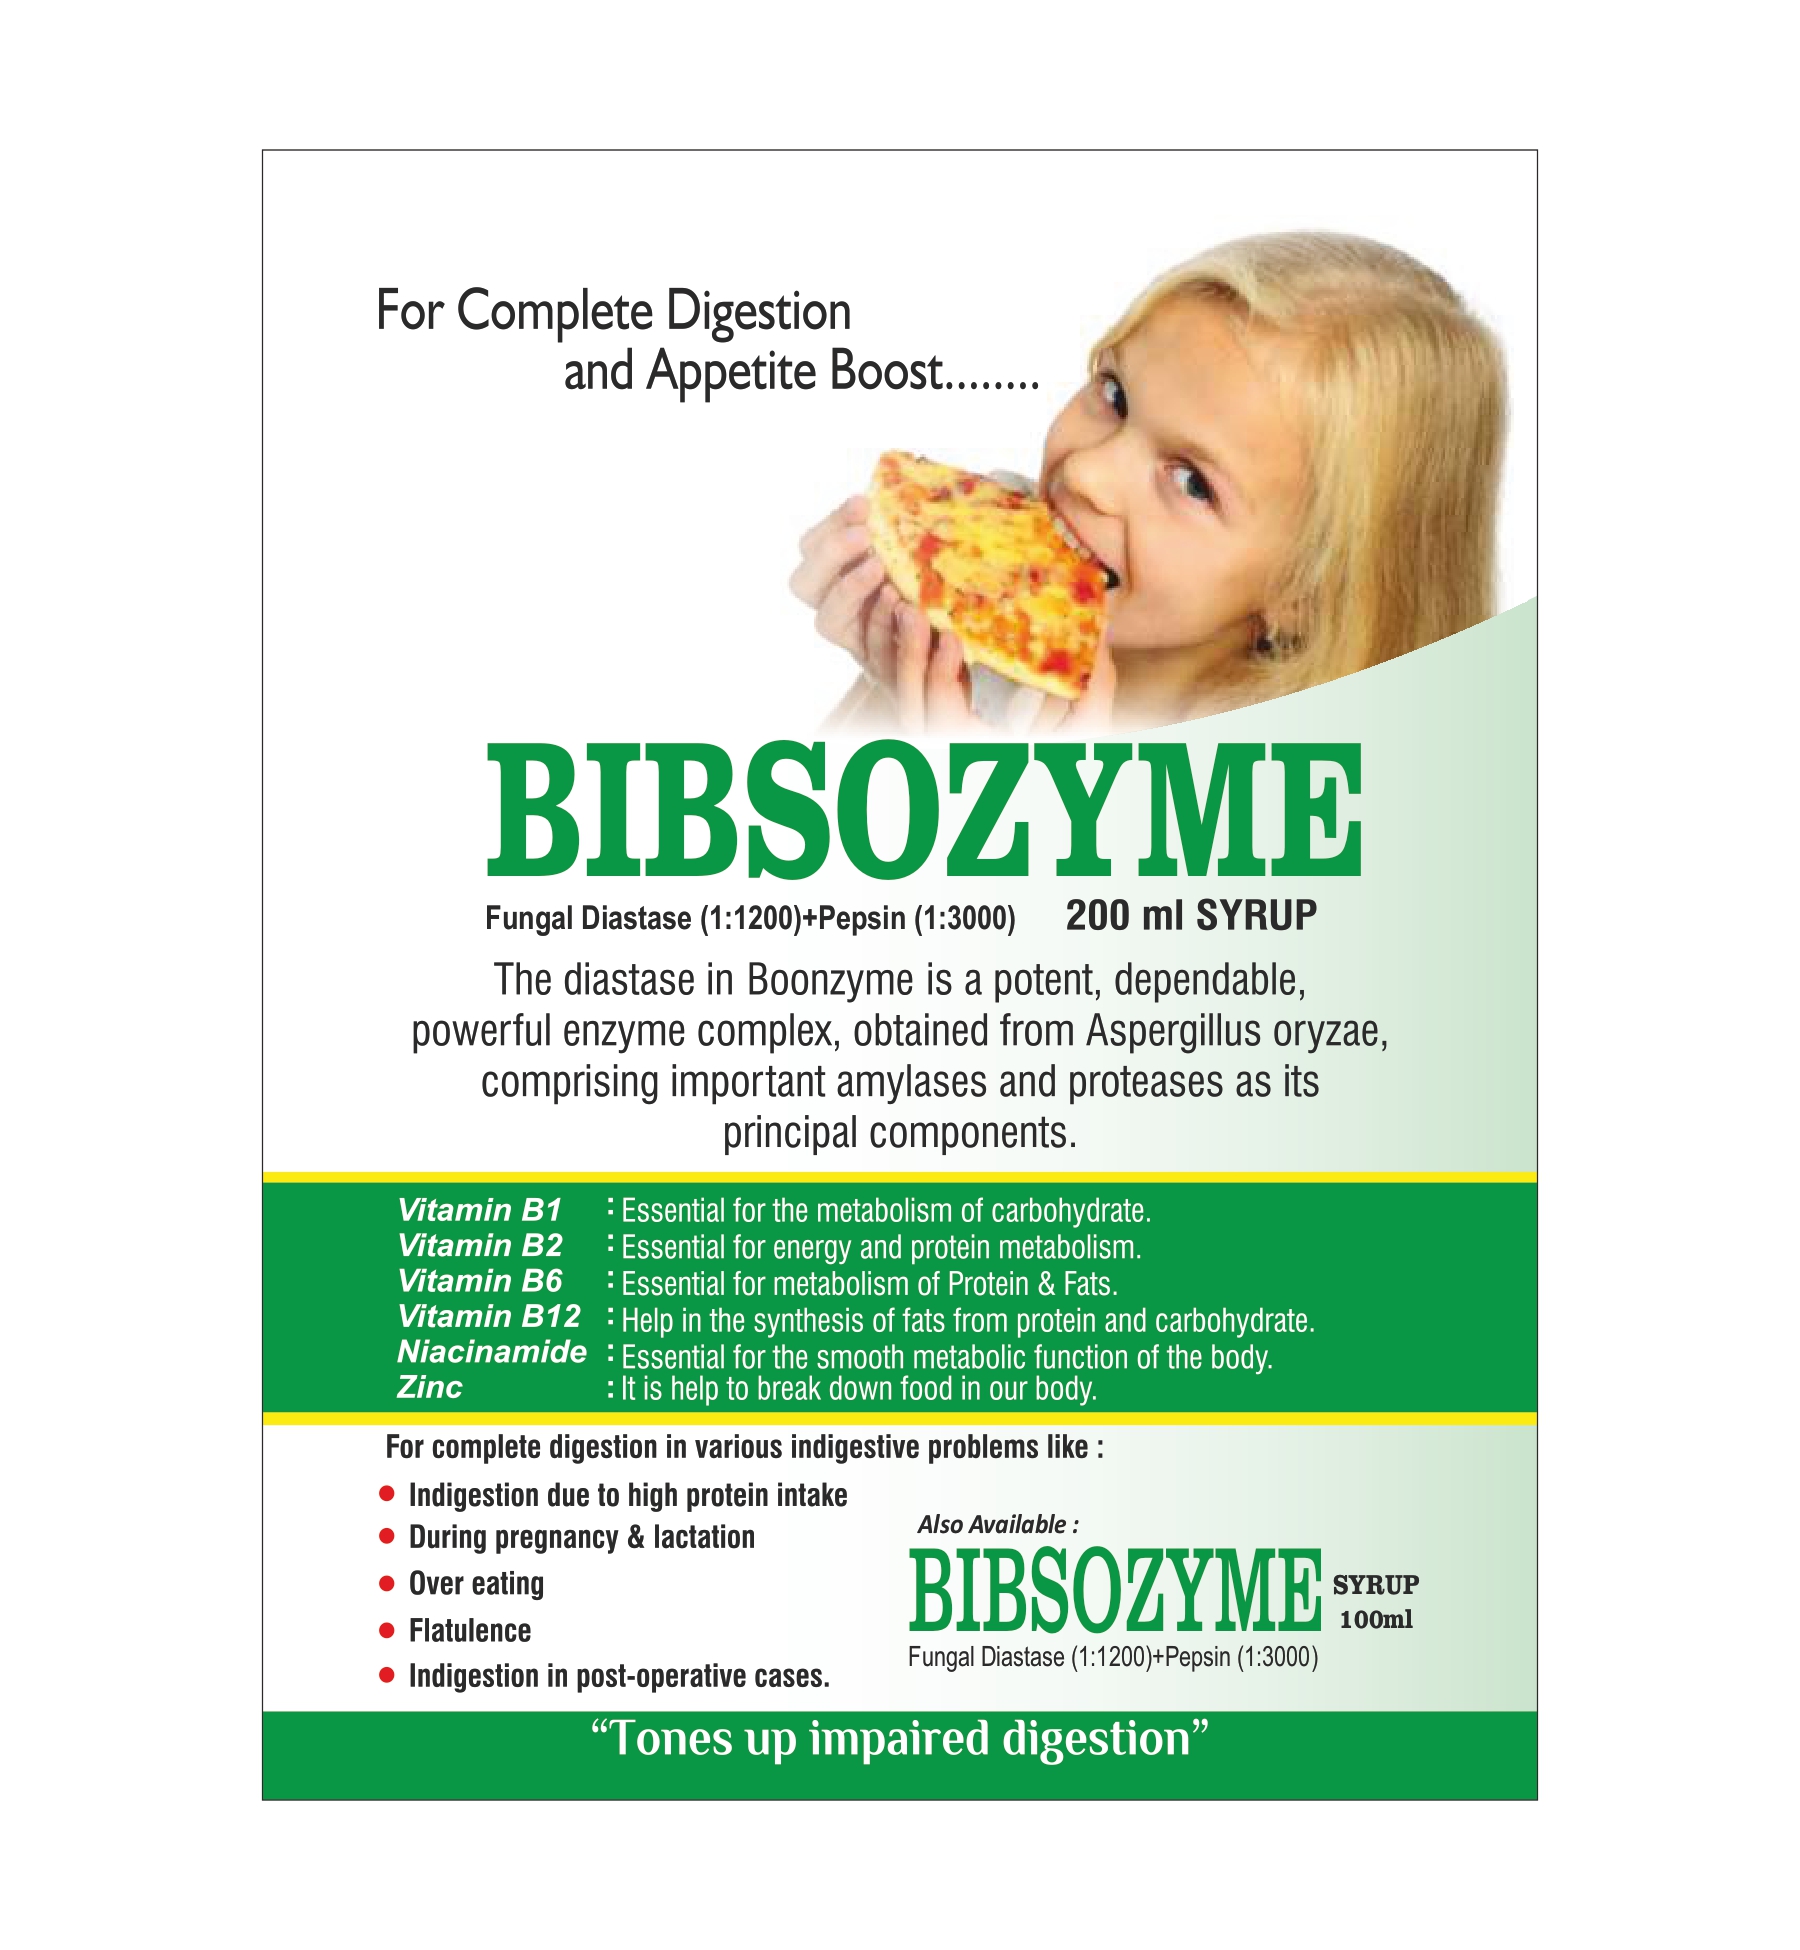 For Complete Digestion
and Appetite Boost........
BIBSOZYME
Fungal Diastase (1:1200)+Pepsin (1:3000) 200 ml SYRUP
The diastase in Boonzyme is a potent, dependable,
powerful enzyme complex, obtained from Aspergillus oryzae,
comprising important amylases and proteases as its
principal components.
Vitamin B1 : Essential for the metabolism of carbohydrate.
Vitamin B2 : Essential for energy and protein metabolism.
Vitamin B6 : Essential for metabolism of Protein & Fats.
Vitamin B12 : Help in the synthesis of fats from protein and carbohydrate.
Niacinamide : Essential for the smooth metabolic function of the body.
Zinc : It is help to break down food in our body.
For complete digestion in various indigestive problems like :
• Indigestion due to high protein intake
• During pregnancy & lactation
• Over eating
• Flatulence
• Indigestion in post-operative cases.
Also Available :
BIBSOZYME SYRUP
100ml
Fungal Diastase (1:1200)+Pepsin (1:3000)
“Tones up impaired digestion”